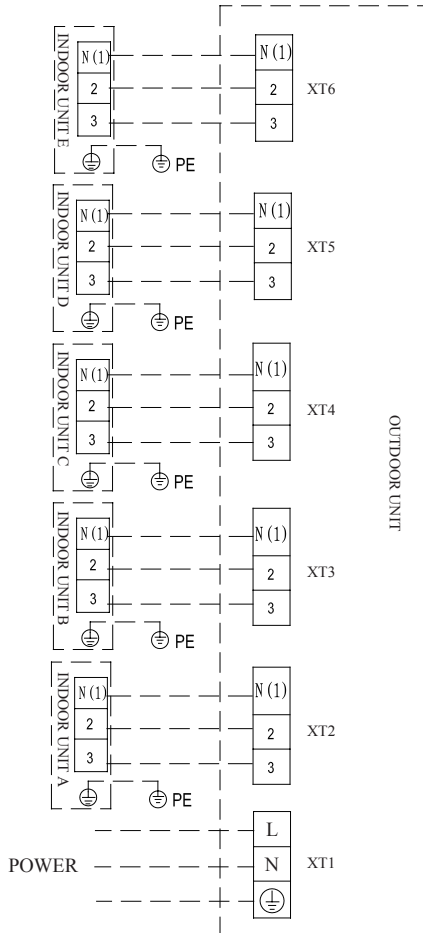 INDOOR UNIT E
N(1)
2
3
PE
N(1)
2
3
XT6
INDOOR UNIT D
N(1)
2
3
PE
N(1)
2
3
XT5
INDOOR UNIT C
N(1)
2
3
PE
N(1)
2
3
XT4
INDOOR UNIT B
N(1)
2
3
PE
N(1)
2
3
XT3
INDOOR UNIT A
N(1)
2
3
PE
N(1)
2
3
XT2
POWER
L
N
XT1
OUTDOOR UNIT